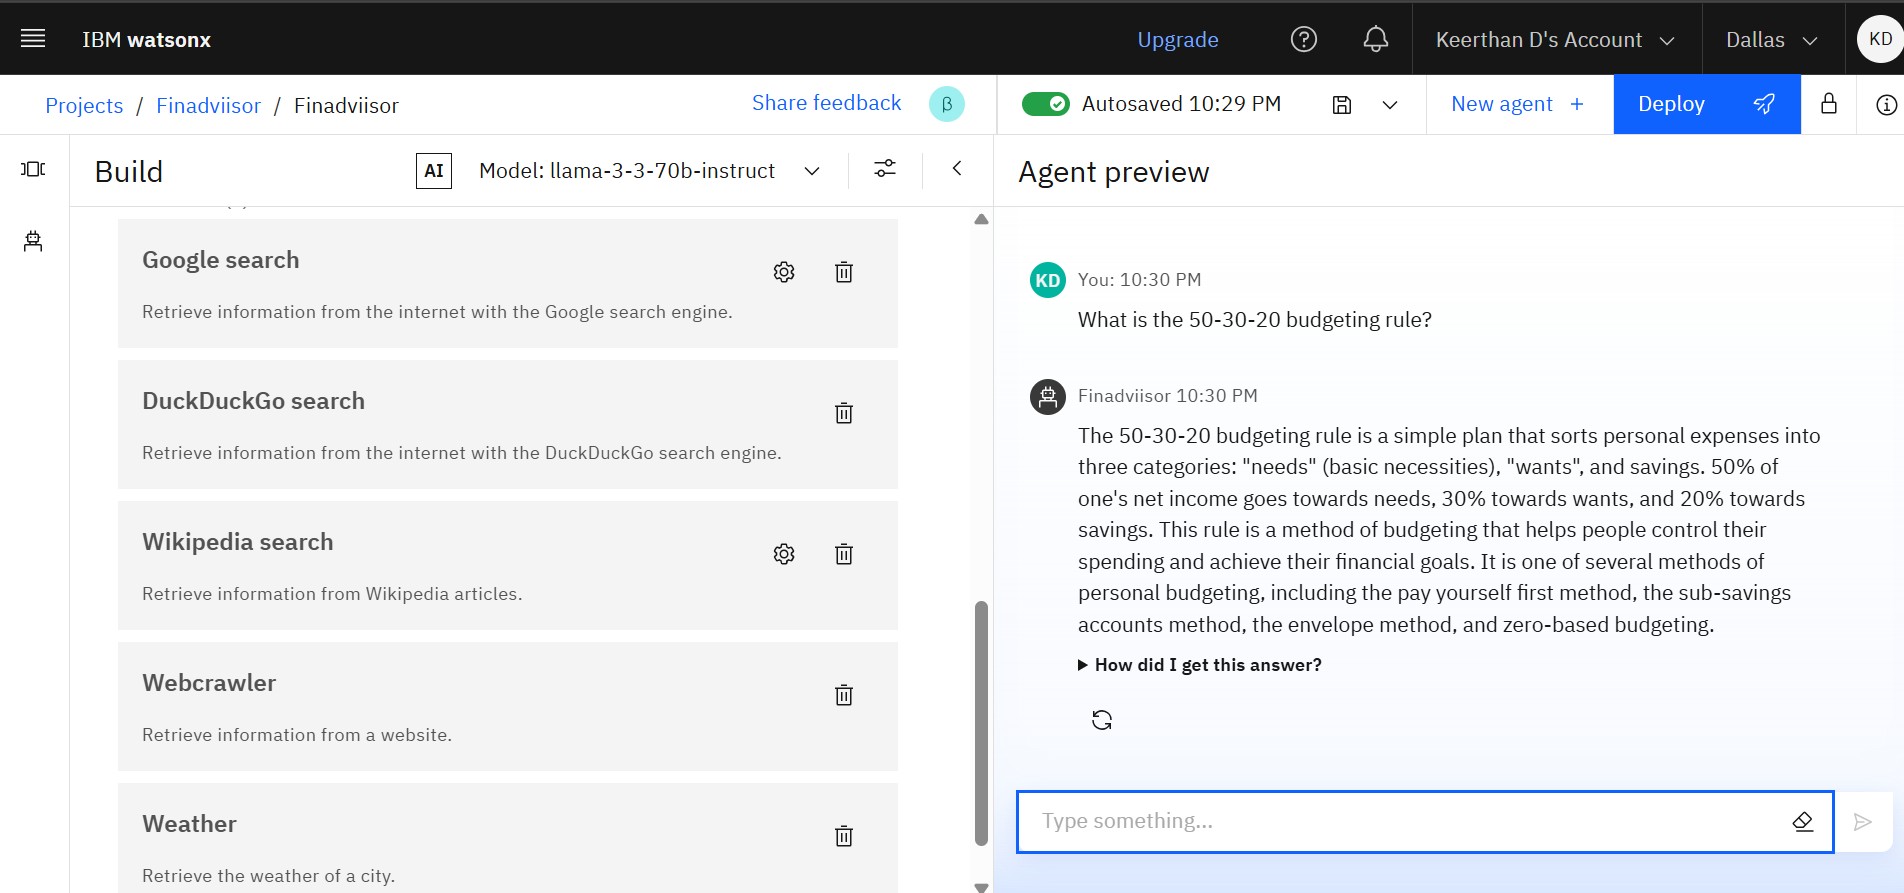 IBM watsonx
Upgrade
Keerthan D's Account
Dallas
KD
Projects / Finadviisor / Finadviisor
Share feedback
β
Autosaved 10:29 PM
New agent +
Deploy
Build
AI
Model: llama-3-3-70b-instruct
Agent preview
Google search
Retrieve information from the internet with the Google search engine.
DuckDuckGo search
Retrieve information from the internet with the DuckDuckGo search engine.
Wikipedia search
Retrieve information from Wikipedia articles.
Webcrawler
Retrieve information from a website.
Weather
Retrieve the weather of a city.
KD
You: 10:30 PM
What is the 50-30-20 budgeting rule?
Finadviisor 10:30 PM
The 50-30-20 budgeting rule is a simple plan that sorts personal expenses into
three categories: "needs" (basic necessities), "wants", and savings. 50% of
one's net income goes towards needs, 30% towards wants, and 20% towards
savings. This rule is a method of budgeting that helps people control their
spending and achieve their financial goals. It is one of several methods of
personal budgeting, including the pay yourself first method, the sub-savings
accounts method, the envelope method, and zero-based budgeting.
How did I get this answer?
Type something...